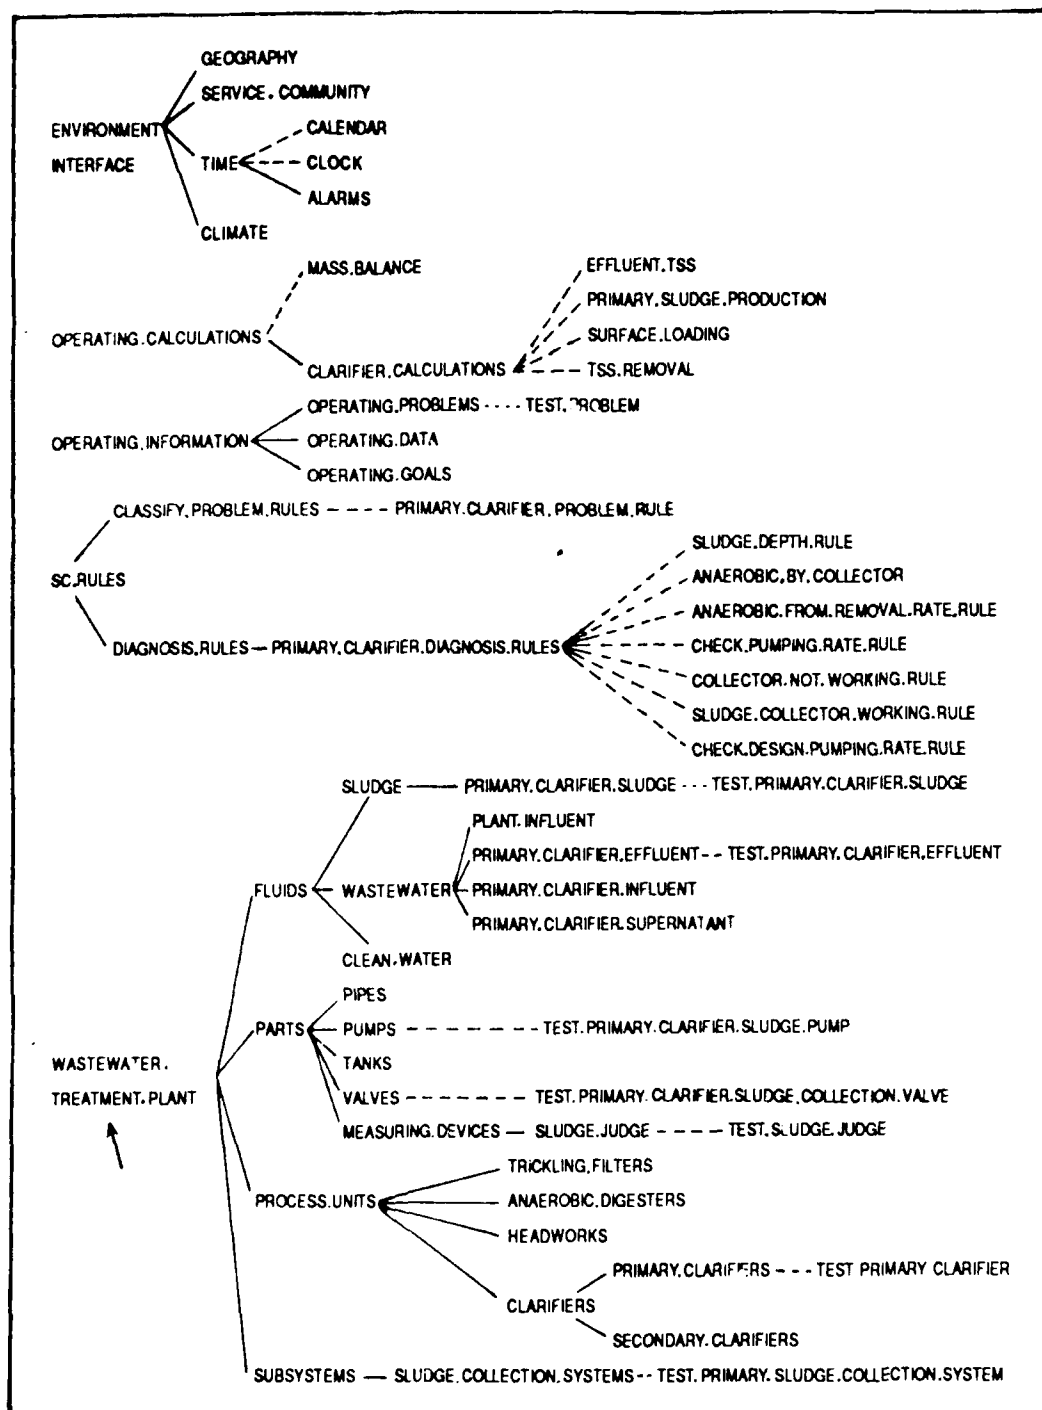 GEOGRAPHY
SERVICE.COMMUNITY
ENVIRONMENT
INTERFACE
TIME
CALENDAR
CLOCK
ALARMS
CLIMATE
OPERATING.CALCULATIONS
MASS.BALANCE
CLARIFIER.CALCULATIONS
EFFLUENT.TSS
PRIMARY.SLUDGE.PRODUCTION
SURFACE.LOADING
TSS.REMOVAL
OPERATING.INFORMATION
OPERATING.PROBLEMS
TEST.PROBLEM
OPERATING.DATA
OPERATING.GOALS
SC.RULES
CLASSIFY.PROBLEM.RULES
PRIMARY.CLARIFIER.PROBLEM.RULE
DIAGNOSIS.RULES
PRIMARY.CLARIFIER.DIAGNOSIS.RULES
SLUDGE.DEPTH.RULE
ANAEROBIC.BY.COLLECTOR
ANAEROBIC.FROM.REMOVAL.RATE.RULE
CHECK.PUMPING.RATE.RULE
COLLECTOR.NOT.WORKING.RULE
SLUDGE.COLLECTOR.WORKING.RULE
CHECK.DESIGN.PUMPING.RATE.RULE
WASTEWATER.
TREATMENT.PLANT
FLUIDS
SLUDGE
PRIMARY.CLARIFIER.SLUDGE
TEST.PRIMARY.CLARIFIER.SLUDGE
WASTEWATER
PLANT.INFLUENT
PRIMARY.CLARIFIER.EFFLUENT
TEST.PRIMARY.CLARIFIER.EFFLUENT
PRIMARY.CLARIFIER.INFLUENT
PRIMARY.CLARIFIER.SUPERNATANT
CLEAN.WATER
PARTS
PIPES
PUMPS
TEST.PRIMARY.CLARIFIER.SLUDGE.PUMP
TANKS
VALVES
TEST.PRIMARY.CLARIFIER.SLUDGE.COLLECTION.VALVE
MEASURING.DEVICES
SLUDGE.JUDGE
TEST.SLUDGE.JUDGE
PROCESS.UNITS
TRICKLING.FILTERS
ANAEROBIC.DIGESTERS
HEADWORKS
CLARIFIERS
PRIMARY.CLARIFIERS
TEST PRIMARY CLARIFIER
SECONDARY.CLARIFIERS
SUBSYSTEMS
SLUDGE.COLLECTION.SYSTEMS
TEST.PRIMARY.SLUDGE.COLLECTION.SYSTEM